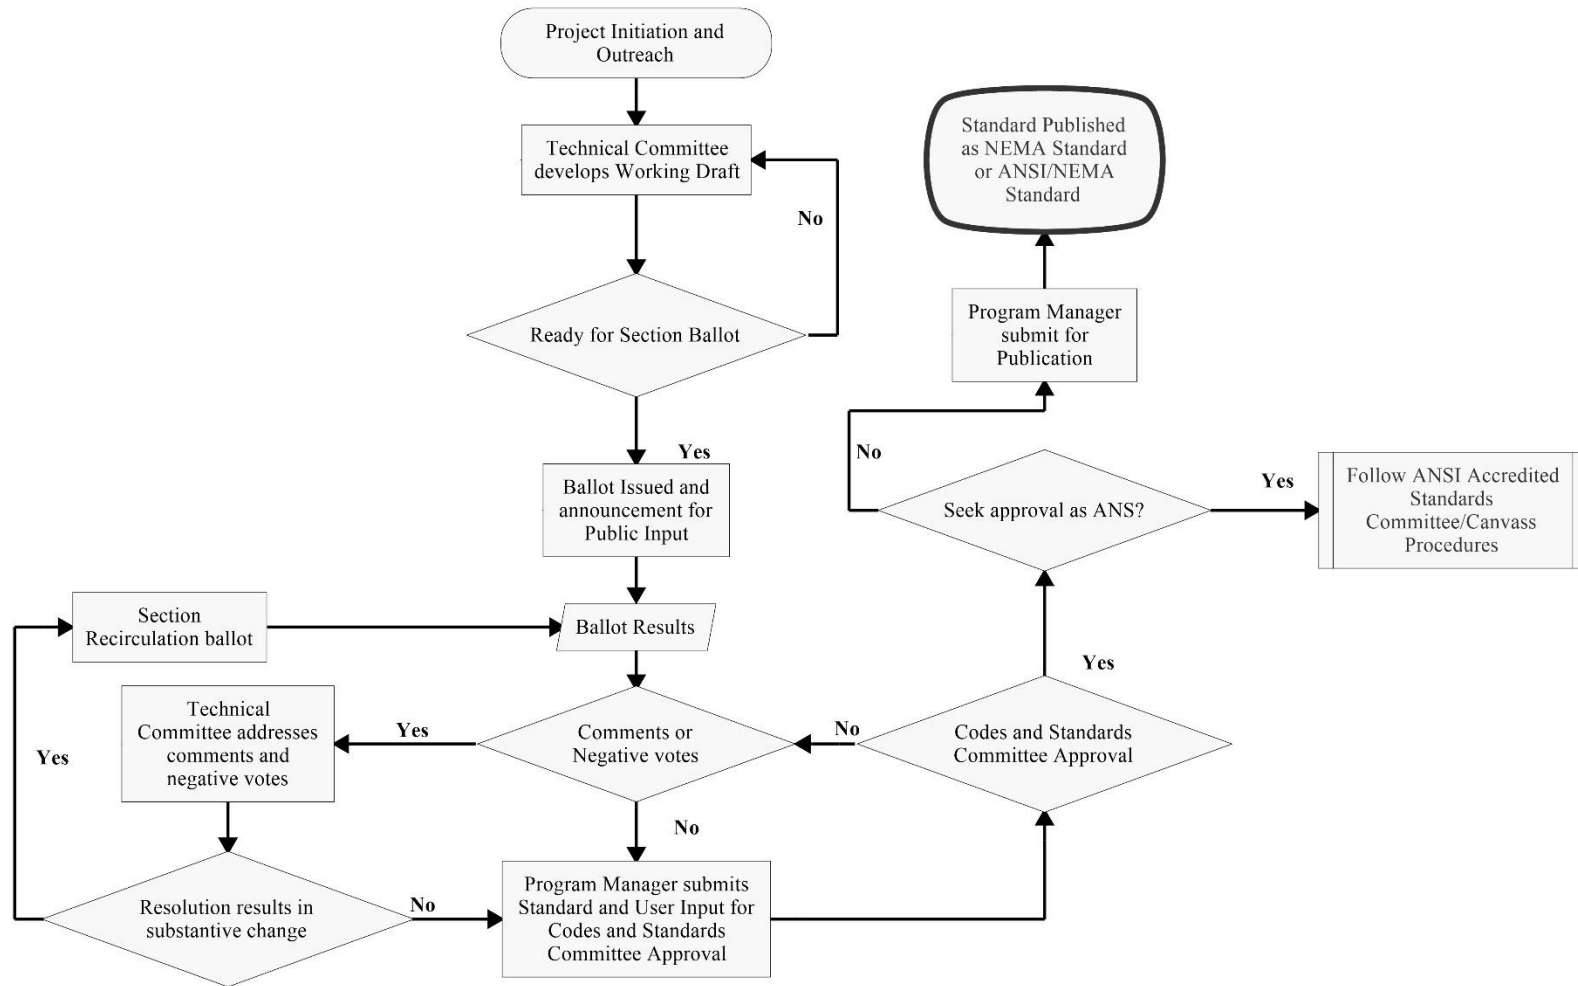 Project Initiation and
Outreach
Technical Committee
develops Working Draft
No
Ready for Section Ballot
Yes
Ballot Issued and
announcement for
Public Input
Section
Recirculation ballot
Ballot Results
Technical
Committee addresses
comments and
negative votes
Yes
Yes
Comments or
Negative votes
No
No
Resolution results in
substantive change
No
Program Manager submits
Standard and User Input for
Codes and Standards
Committee Approval
Codes and Standards
Committee Approval
Yes
Seek approval as ANS?
No
Yes
Follow ANSI Accredited
Standards
Committee/Canvass
Procedures
Program Manager
submit for
Publication
Standard Published
as NEMA Standard
or ANSI/NEMA
Standard